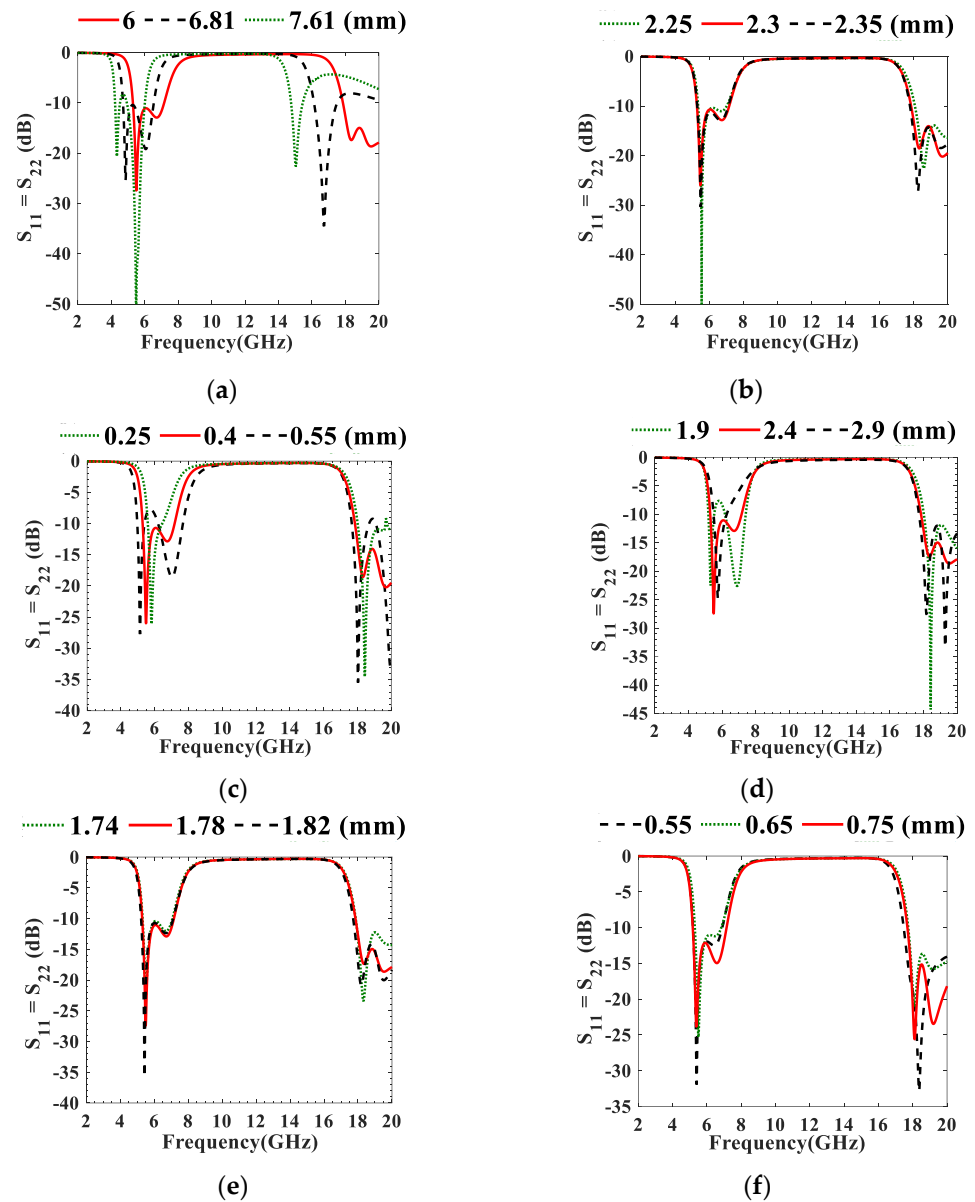 6 6.81 7.61 (mm)
2.25 2.3 2.35 (mm)
0
-10
-20
-30
-40
-50
S11 = S22 (dB)
2 4 6 8 10 12 14 16 18 20
Frequency(GHz)
(a)
0
-10
-20
-30
-40
-50
S11 = S22 (dB)
2 4 6 8 10 12 14 16 18 20
Frequency(GHz)
(b)
0.25 0.4 0.55 (mm)
1.9 2.4 2.9 (mm)
0
-5
-10
-15
-20
-25
-30
-35
-40
S11 = S22 (dB)
2 4 6 8 10 12 14 16 18 20
Frequency(GHz)
(c)
0
-5
-10
-15
-20
-25
-30
-35
-40
-45
S11 = S22 (dB)
2 4 6 8 10 12 14 16 18 20
Frequency(GHz)
(d)
1.74 1.78 1.82 (mm)
0.55 0.65 0.75 (mm)
0
-5
-10
-15
-20
-25
-30
-35
-40
S11 = S22 (dB)
2 4 6 8 10 12 14 16 18 20
Frequency(GHz)
(e)
0
-5
-10
-15
-20
-25
-30
-35
S11 = S22 (dB)
2 4 6 8 10 12 14 16 18 20
Frequency(GHz)
(f)